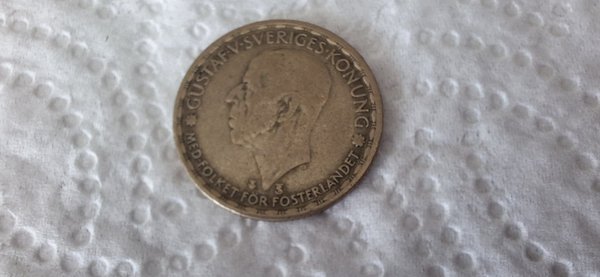 GUSTAF·V·SVERIGES·KONUNG
MED FOLKET FÖR FOSTERLANDET